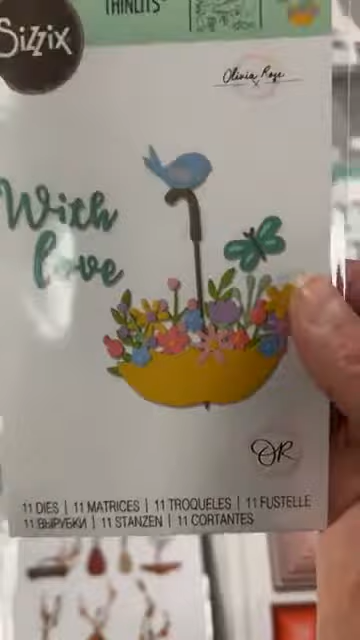 THINLITS®
Sizzix
Olivia Rose
With
love
OR
11 DIES | 11 MATRICES | 11 TROQUELES | 11 FUSTELLE
11 ВЫРУБКИ | 11 STANZEN | 11 CORTANTES